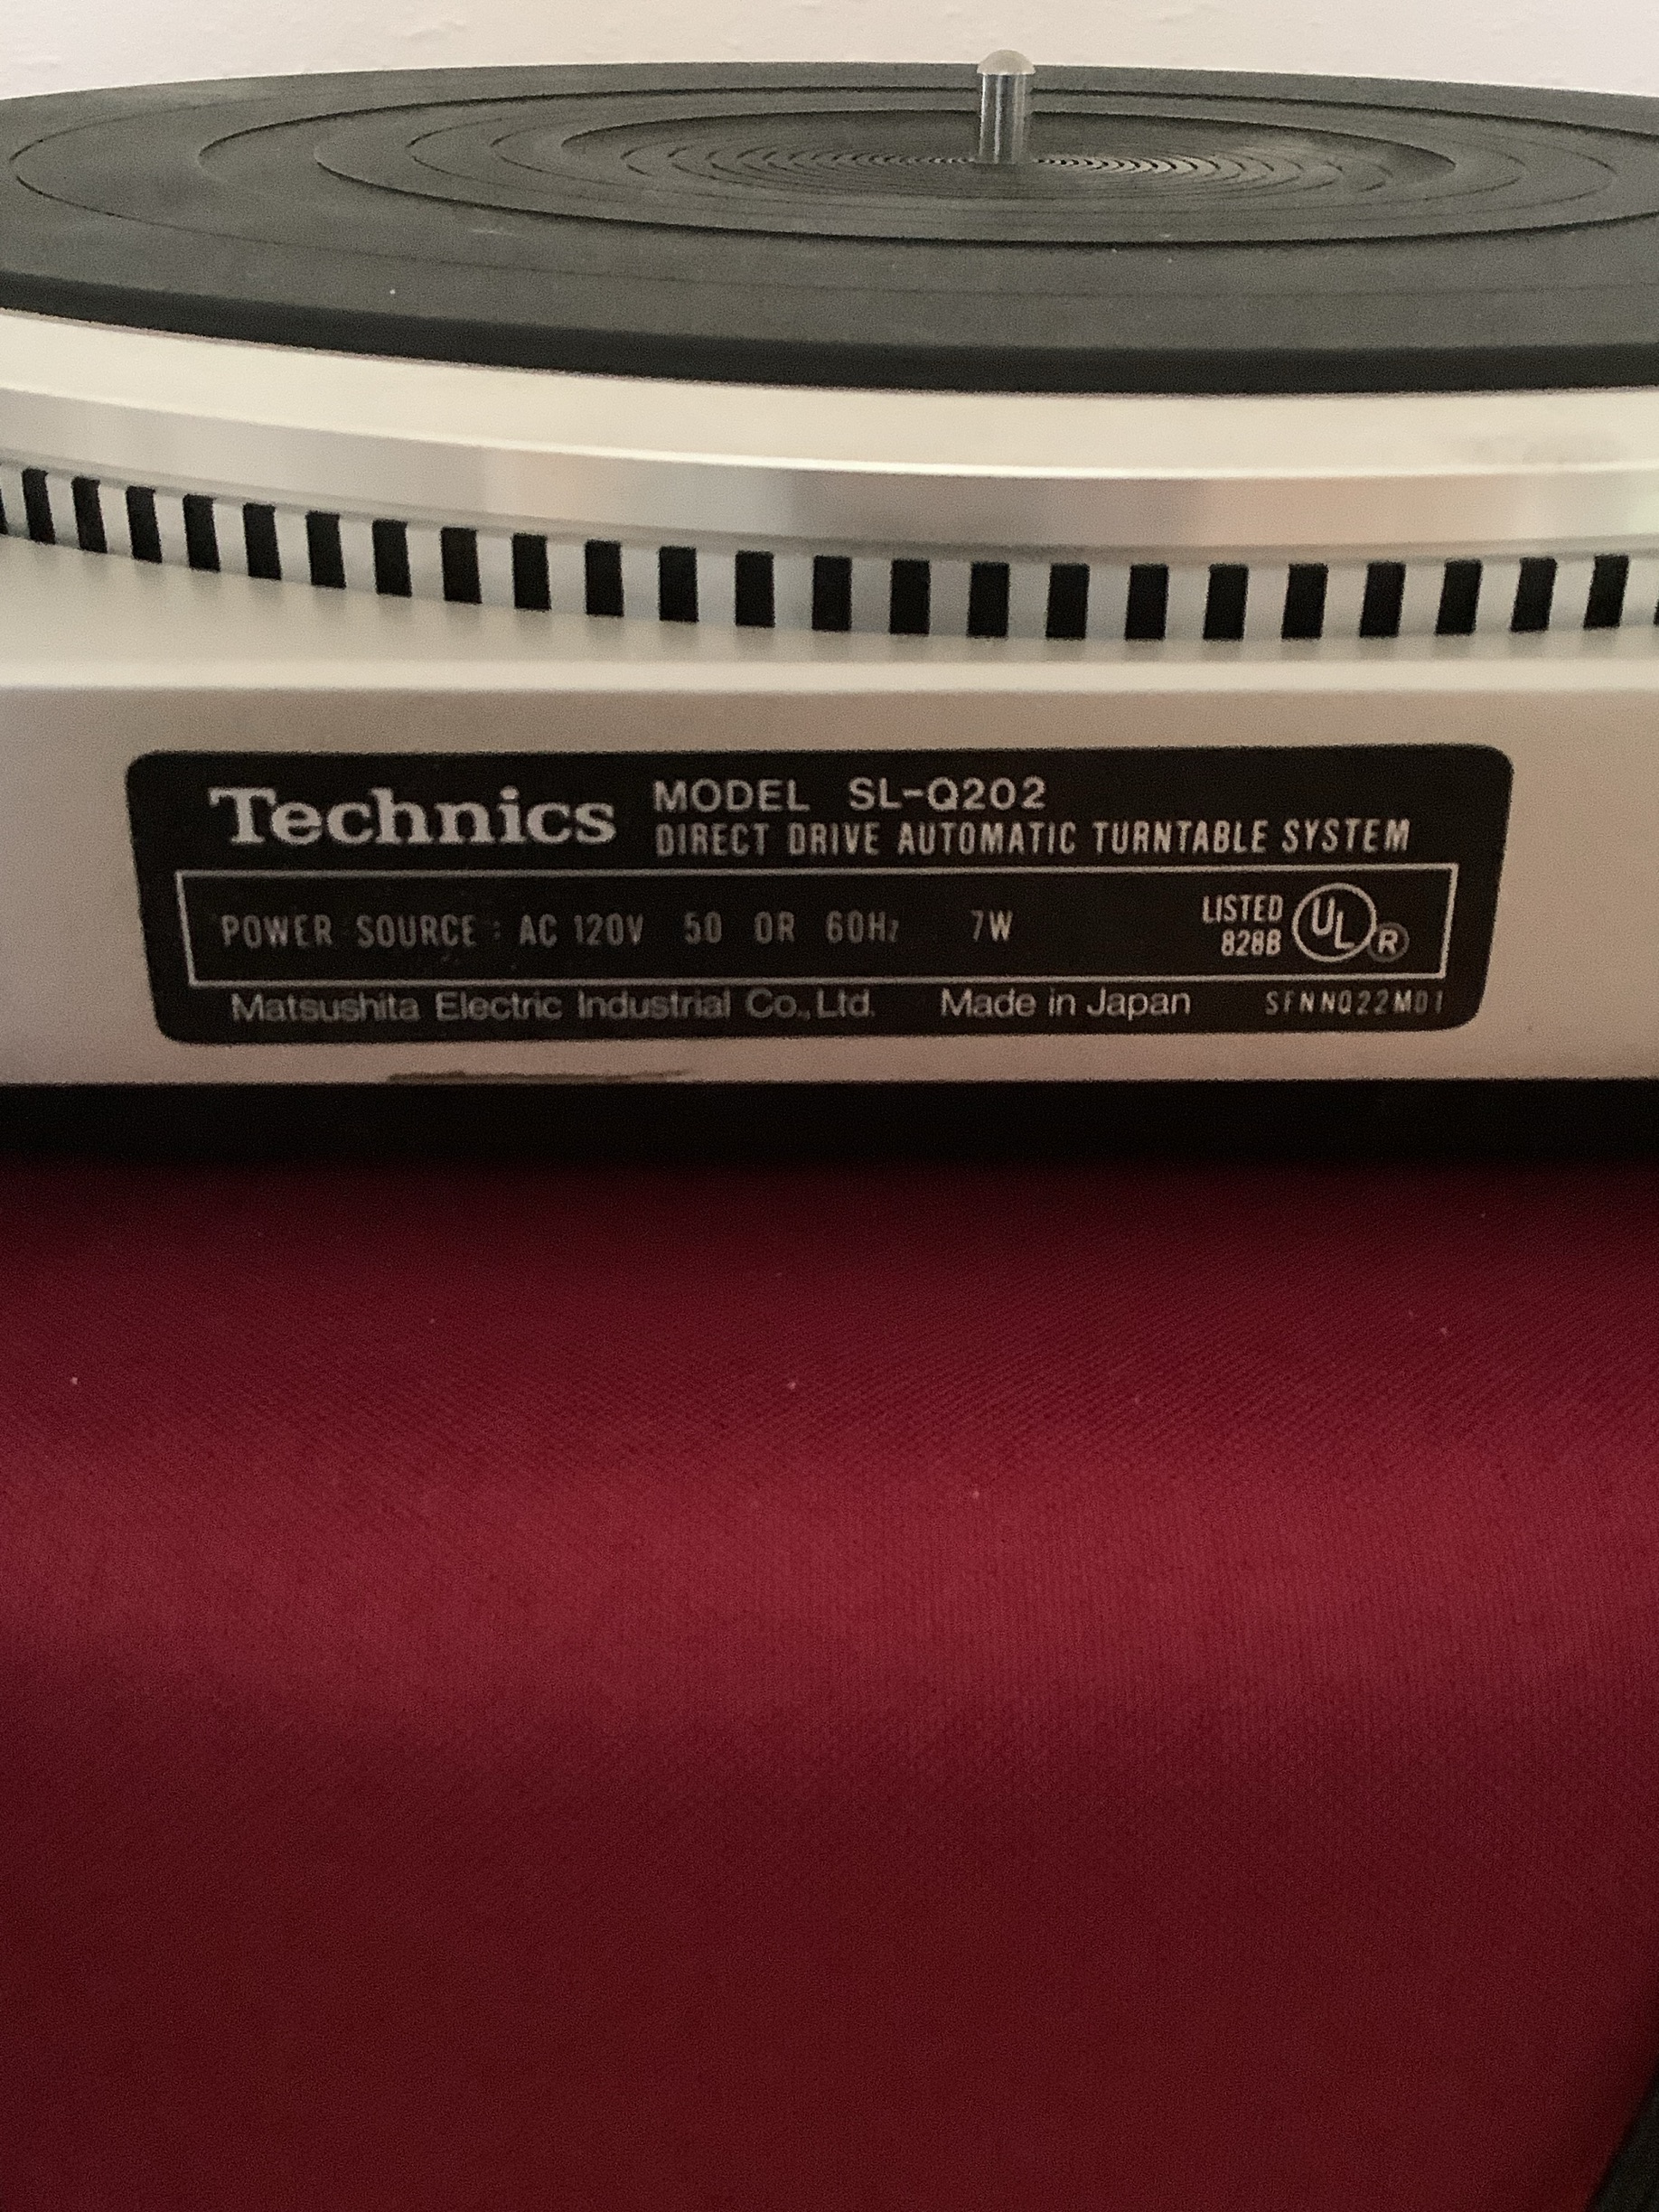 Technics MODEL SL-Q202
DIRECT DRIVE AUTOMATIC TURNTABLE SYSTEM
POWER SOURCE : AC 120V 50 OR 60Hz 7W
LISTED
828B UL R
Matsushita Electric Industrial Co., Ltd. Made in Japan SFNNQ22M01